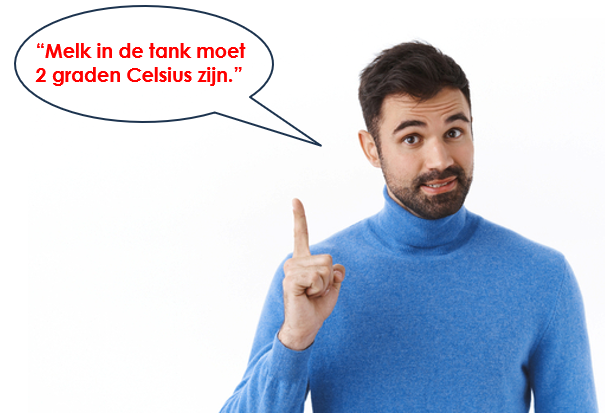 “Melk in de tank moet
2 graden Celsius zijn.”